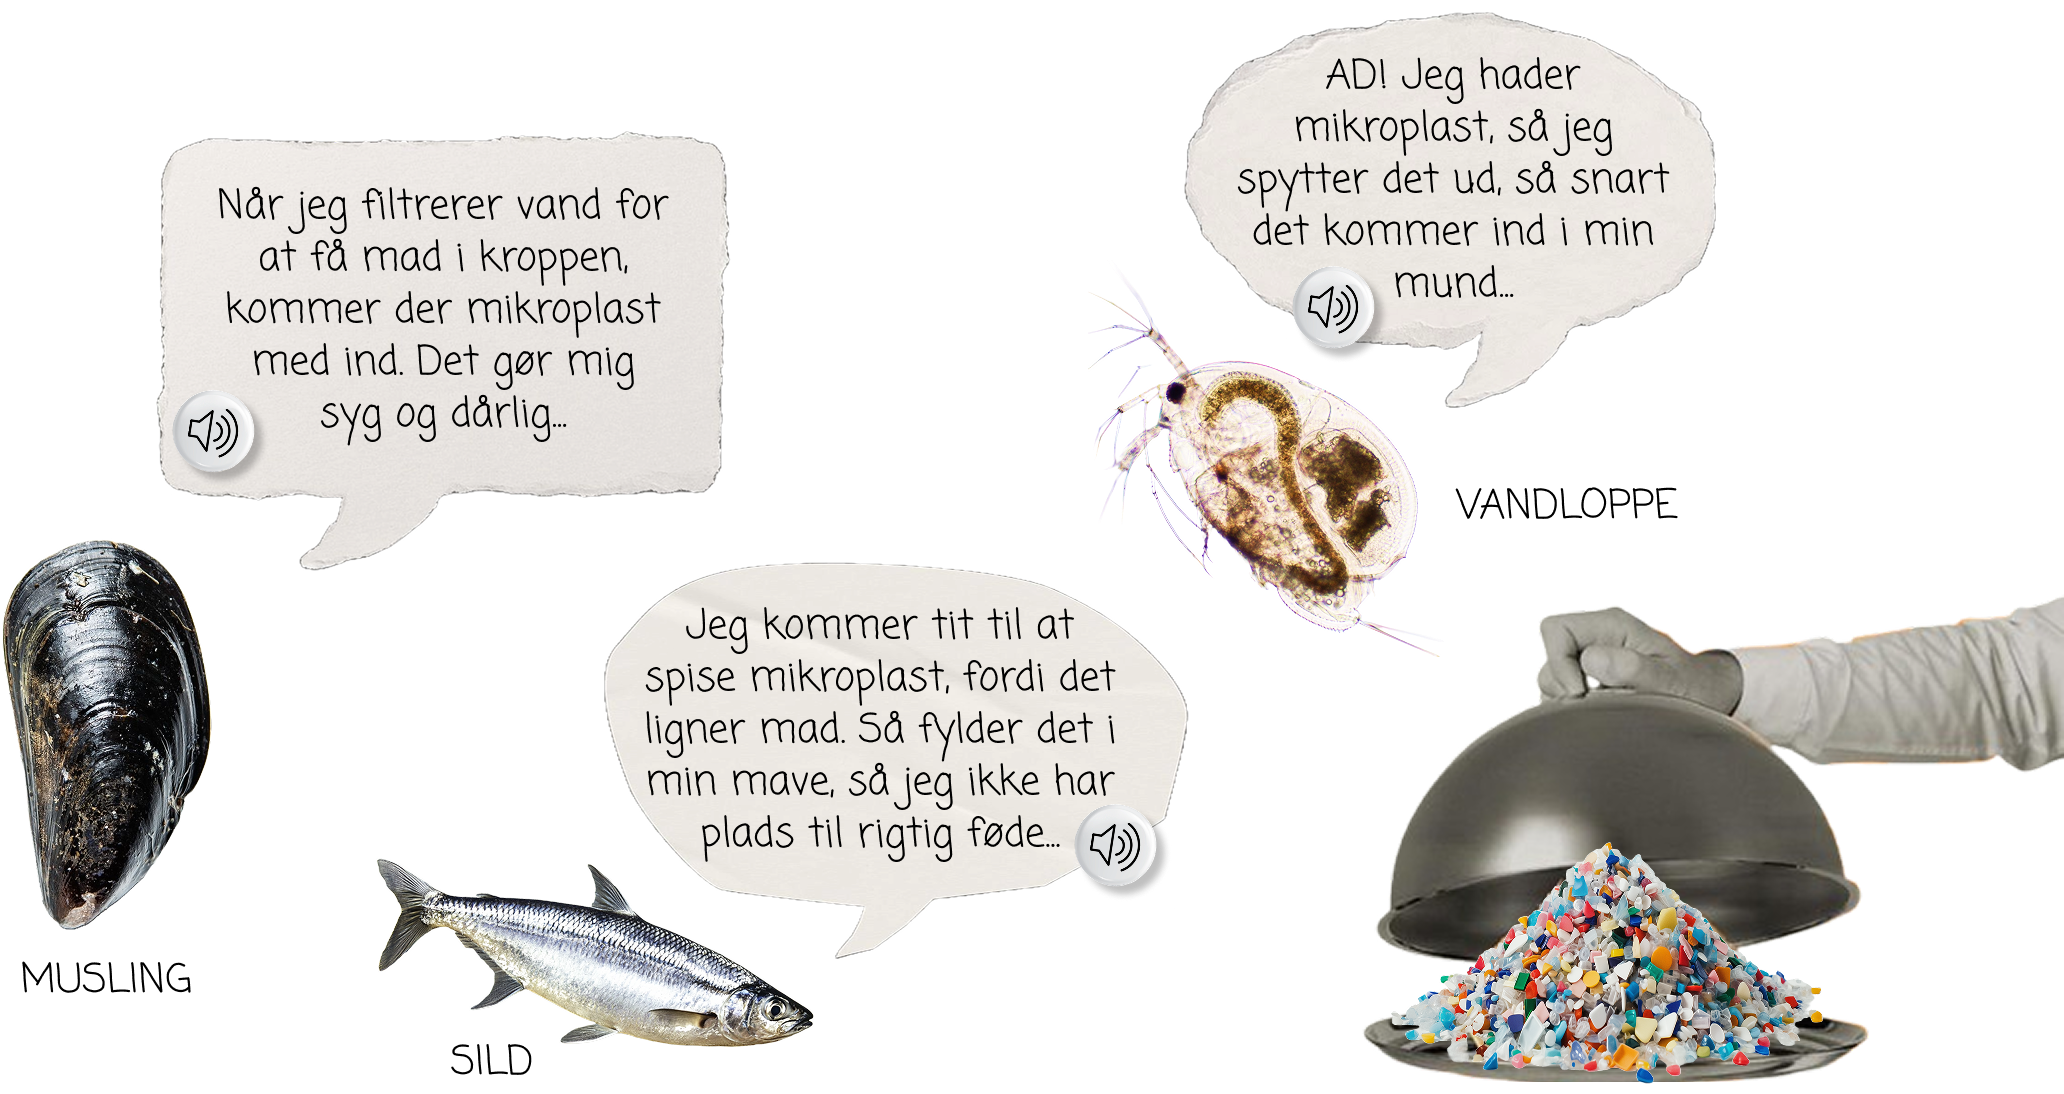 AD! Jeg hader
mikroplast, så jeg
spytter det ud, så snart
det kommer ind i min
mund...
Når jeg filtrerer vand for
at få mad i kroppen,
kommer der mikroplast
med ind. Det gør mig
syg og dårlig...
VANDLOPPE
Jeg kommer tit til at
spise mikroplast, fordi det
ligner mad. Så fylder det i
min mave, så jeg ikke har
plads til rigtig føde...
MUSLING
SILD